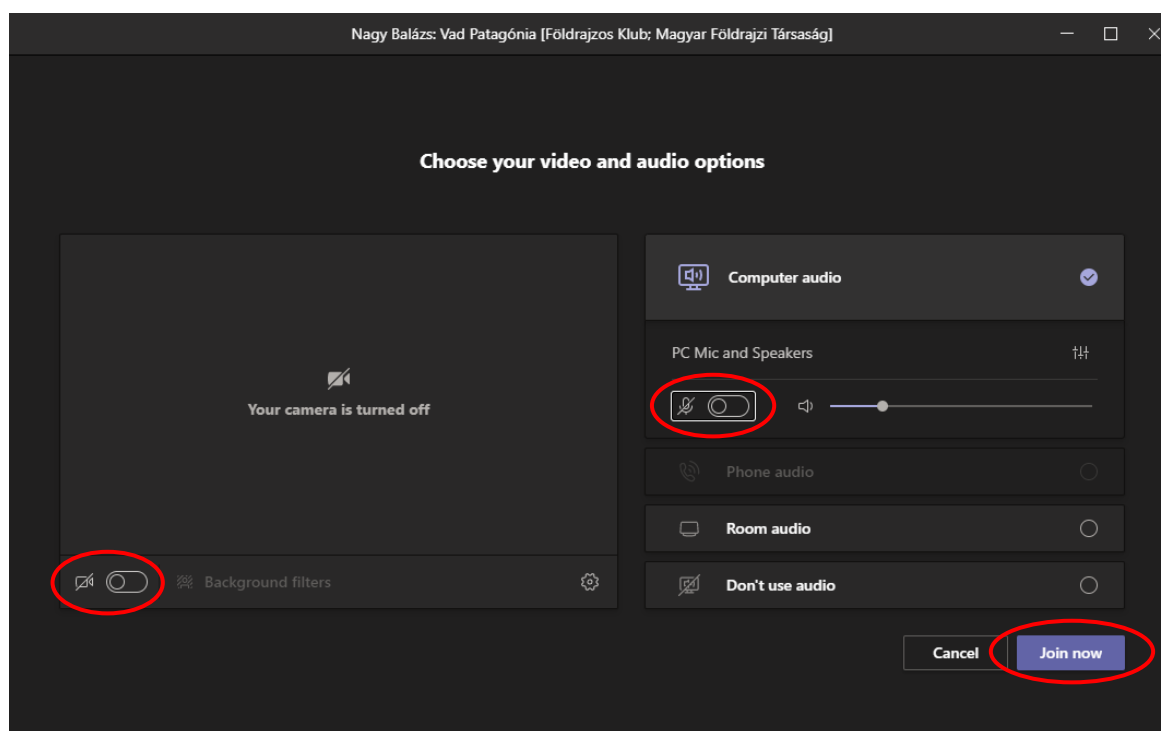 Nagy Balázs: Vad Patagónia [Földrajzos Klub; Magyar Földrajzi Társaság]
Choose your video and audio options
Your camera is turned off
Background filters
Computer audio
PC Mic and Speakers
Phone audio
Room audio
Don't use audio
Cancel
Join now